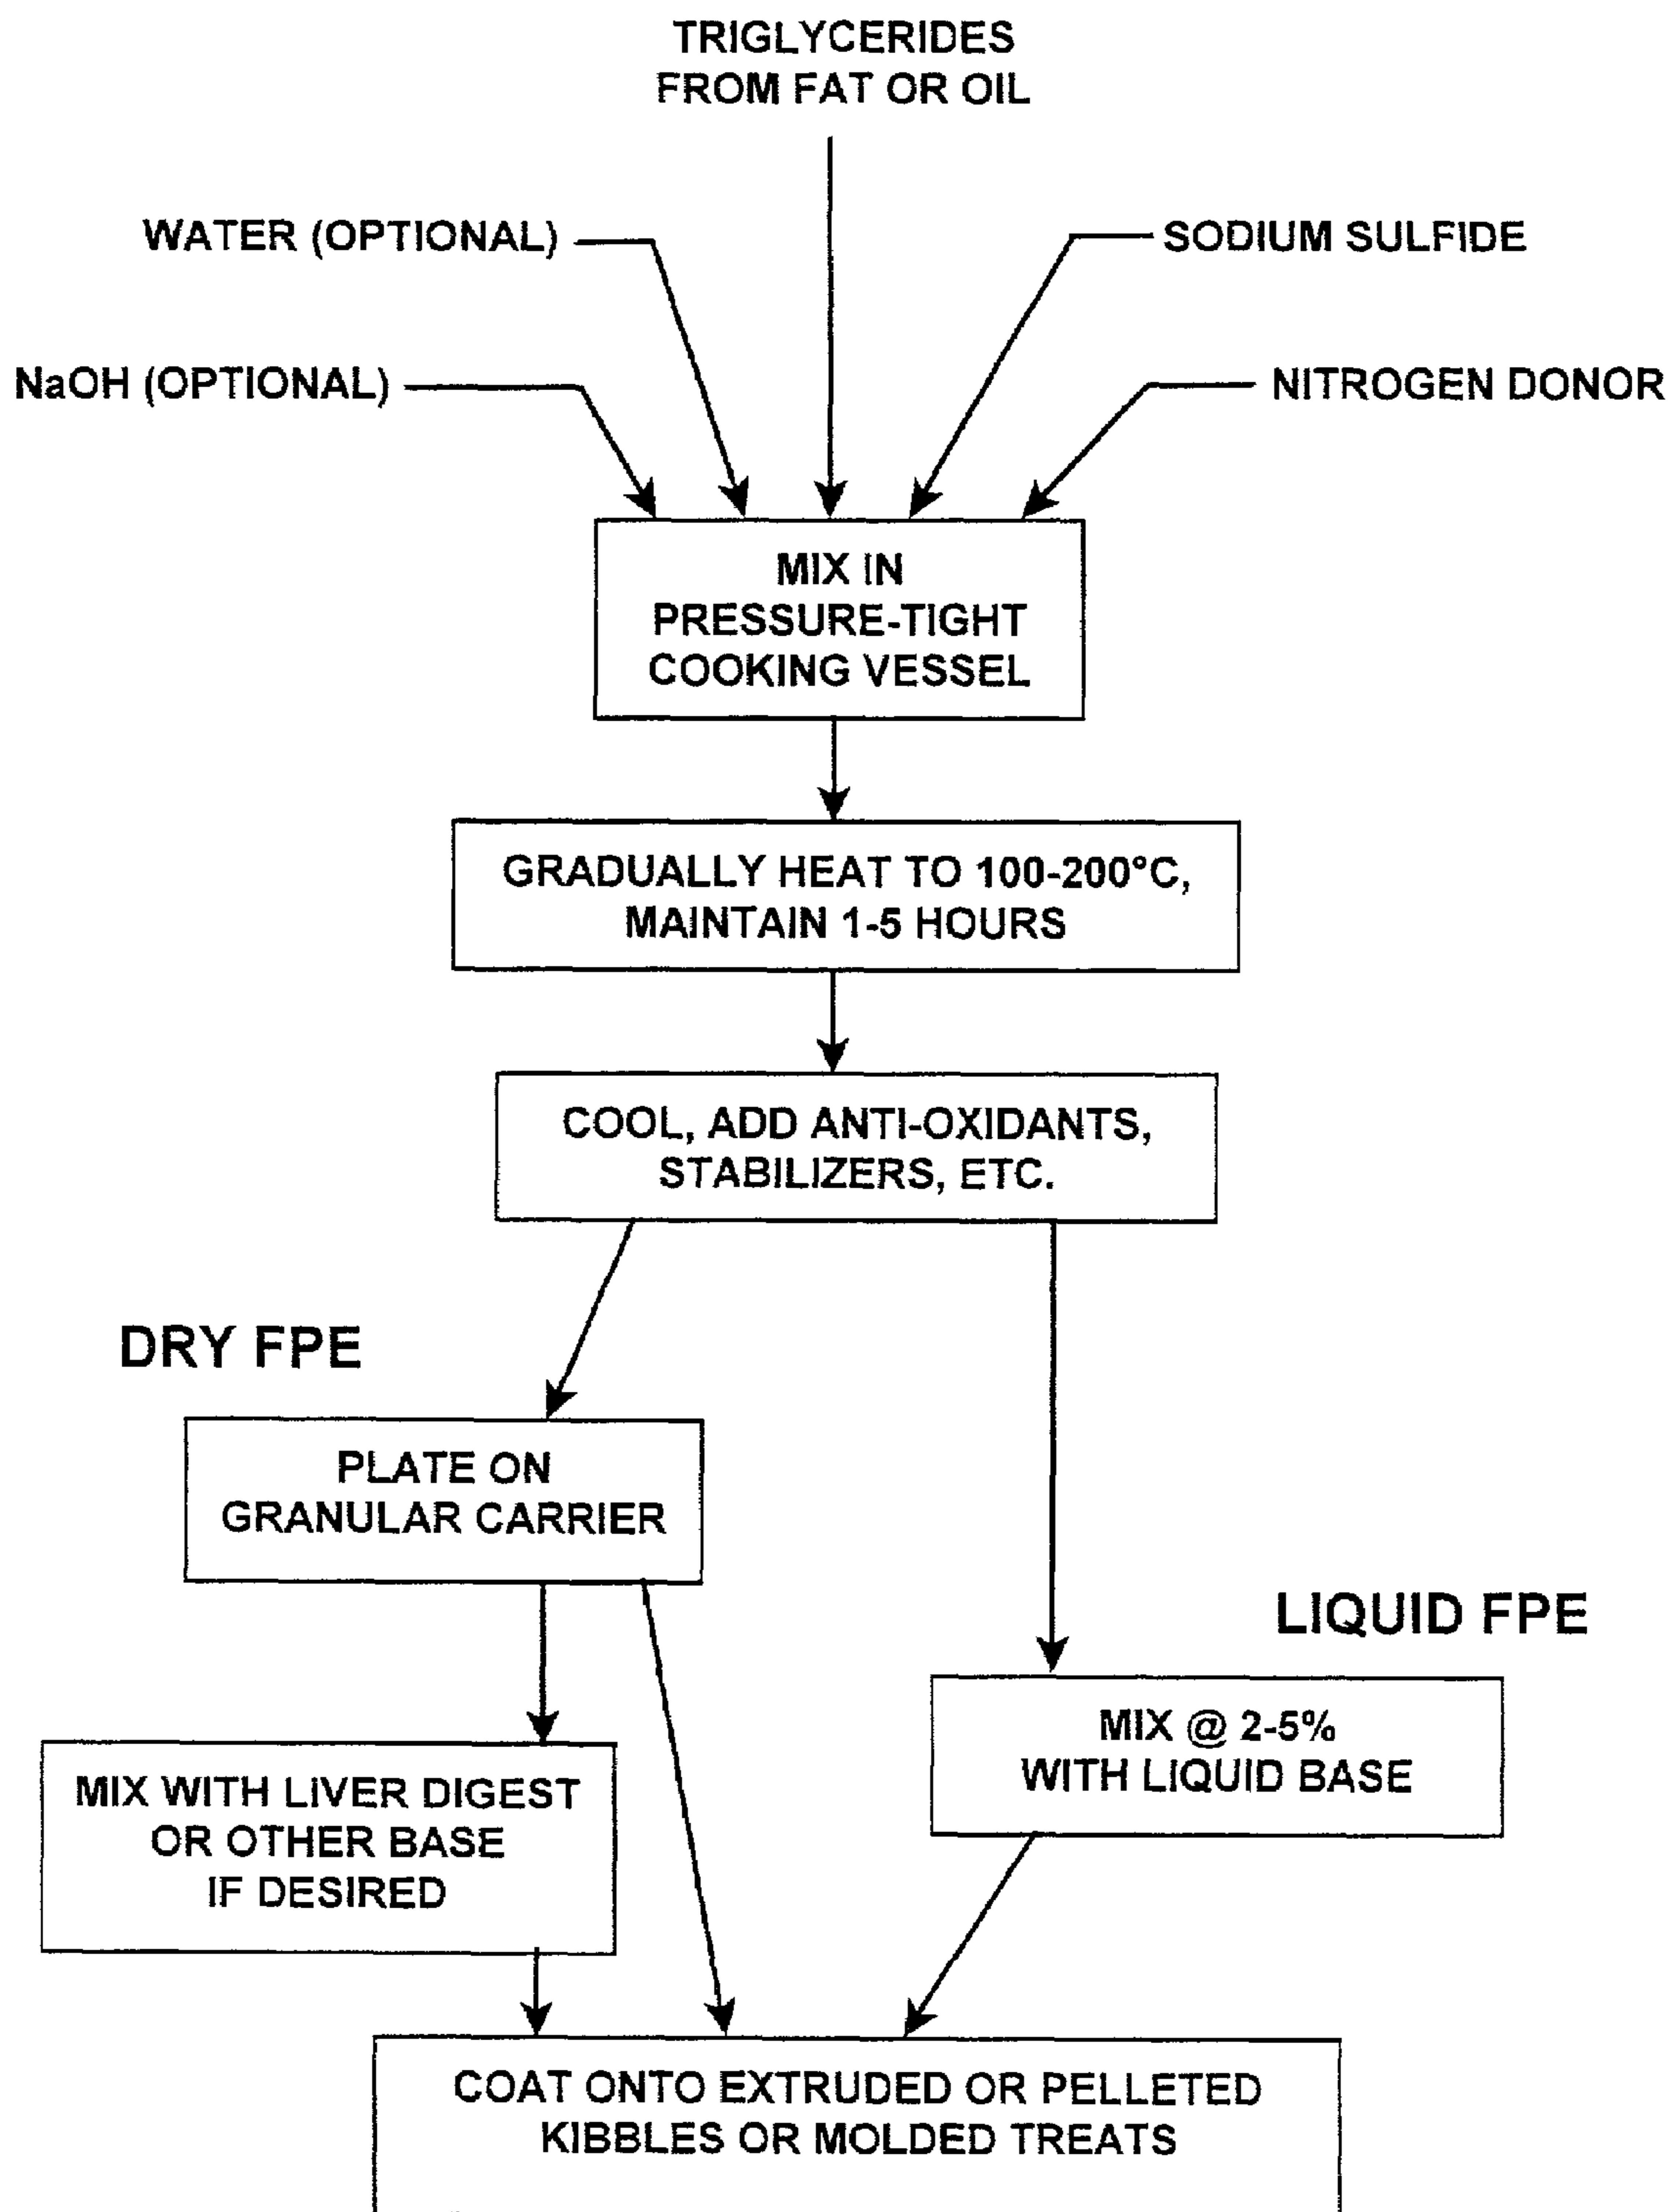 TRIGLYCERIDES
FROM FAT OR OIL
WATER (OPTIONAL)
SODIUM SULFIDE
NaOH (OPTIONAL)
NITROGEN DONOR
MIX IN
PRESSURE-TIGHT
COOKING VESSEL
GRADUALLY HEAT TO 100-200°C,
MAINTAIN 1-5 HOURS
COOL, ADD ANTI-OXIDANTS,
STABILIZERS, ETC.
DRY FPE
PLATE ON
GRANULAR CARRIER
LIQUID FPE
MIX @ 2-5%
WITH LIQUID BASE
MIX WITH LIVER DIGEST
OR OTHER BASE
IF DESIRED
COAT ONTO EXTRUDED OR PELLETED
KIBBLES OR MOLDED TREATS